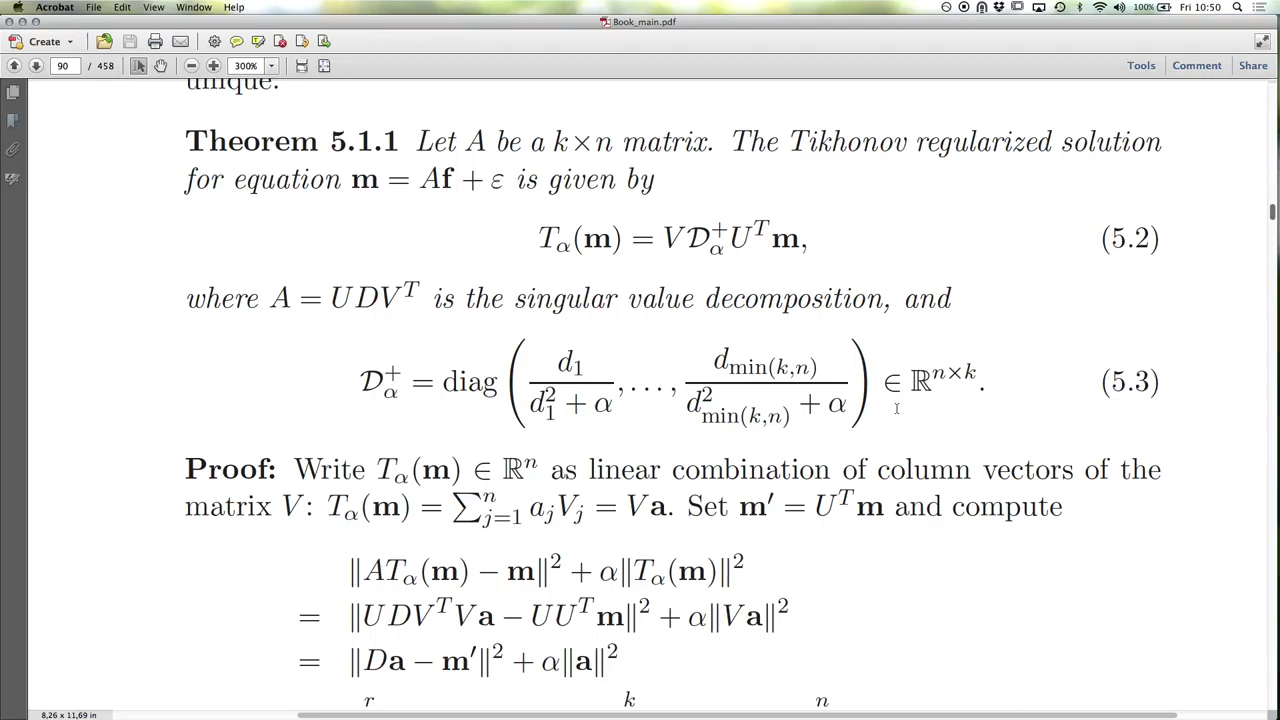 Acrobat File Edit View Window Help 100% Fri 10:50
Book_main.pdf
Create
90 / 458 300% Tools Comment Share
unique.
Theorem 5.1.1 Let A be a k×n matrix. The Tikhonov regularized solution
for equation m = Af + ε is given by
T_α(m) = V𝒟_α^+ U^T m, (5.2)
where A = UDV^T is the singular value decomposition, and
𝒟_α^+ = diag ( d_1 / (d_1^2 + α) , . . . , d_min(k,n) / (d_min(k,n)^2 + α) ) ∈ ℝ^{n×k}. (5.3)
Proof: Write T_α(m) ∈ ℝ^n as linear combination of column vectors of the
matrix V: T_α(m) = ∑_{j=1}^n a_j V_j = Va. Set m′ = U^T m and compute
‖AT_α(m) − m‖^2 + α‖T_α(m)‖^2
= ‖UDV^T Va − UU^T m‖^2 + α‖Va‖^2
= ‖Da − m′‖^2 + α‖a‖^2
r k n
8,26 x 11,69 in